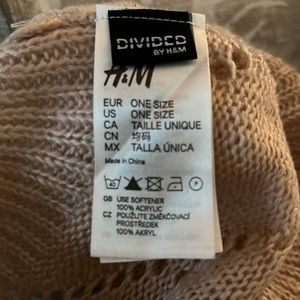 DIVIDED
BY H&M
H&M
EUR ONE SIZE
US ONE SIZE
CA TAILLE UNIQUE
CN 均码
MX TALLA ÚNICA
Made in China
40
GB USE SOFTENER
100% ACRYLIC
CZ POUŽIJTE ZMĚKČOVACÍ
PROSTŘEDEK
100% AKRYL